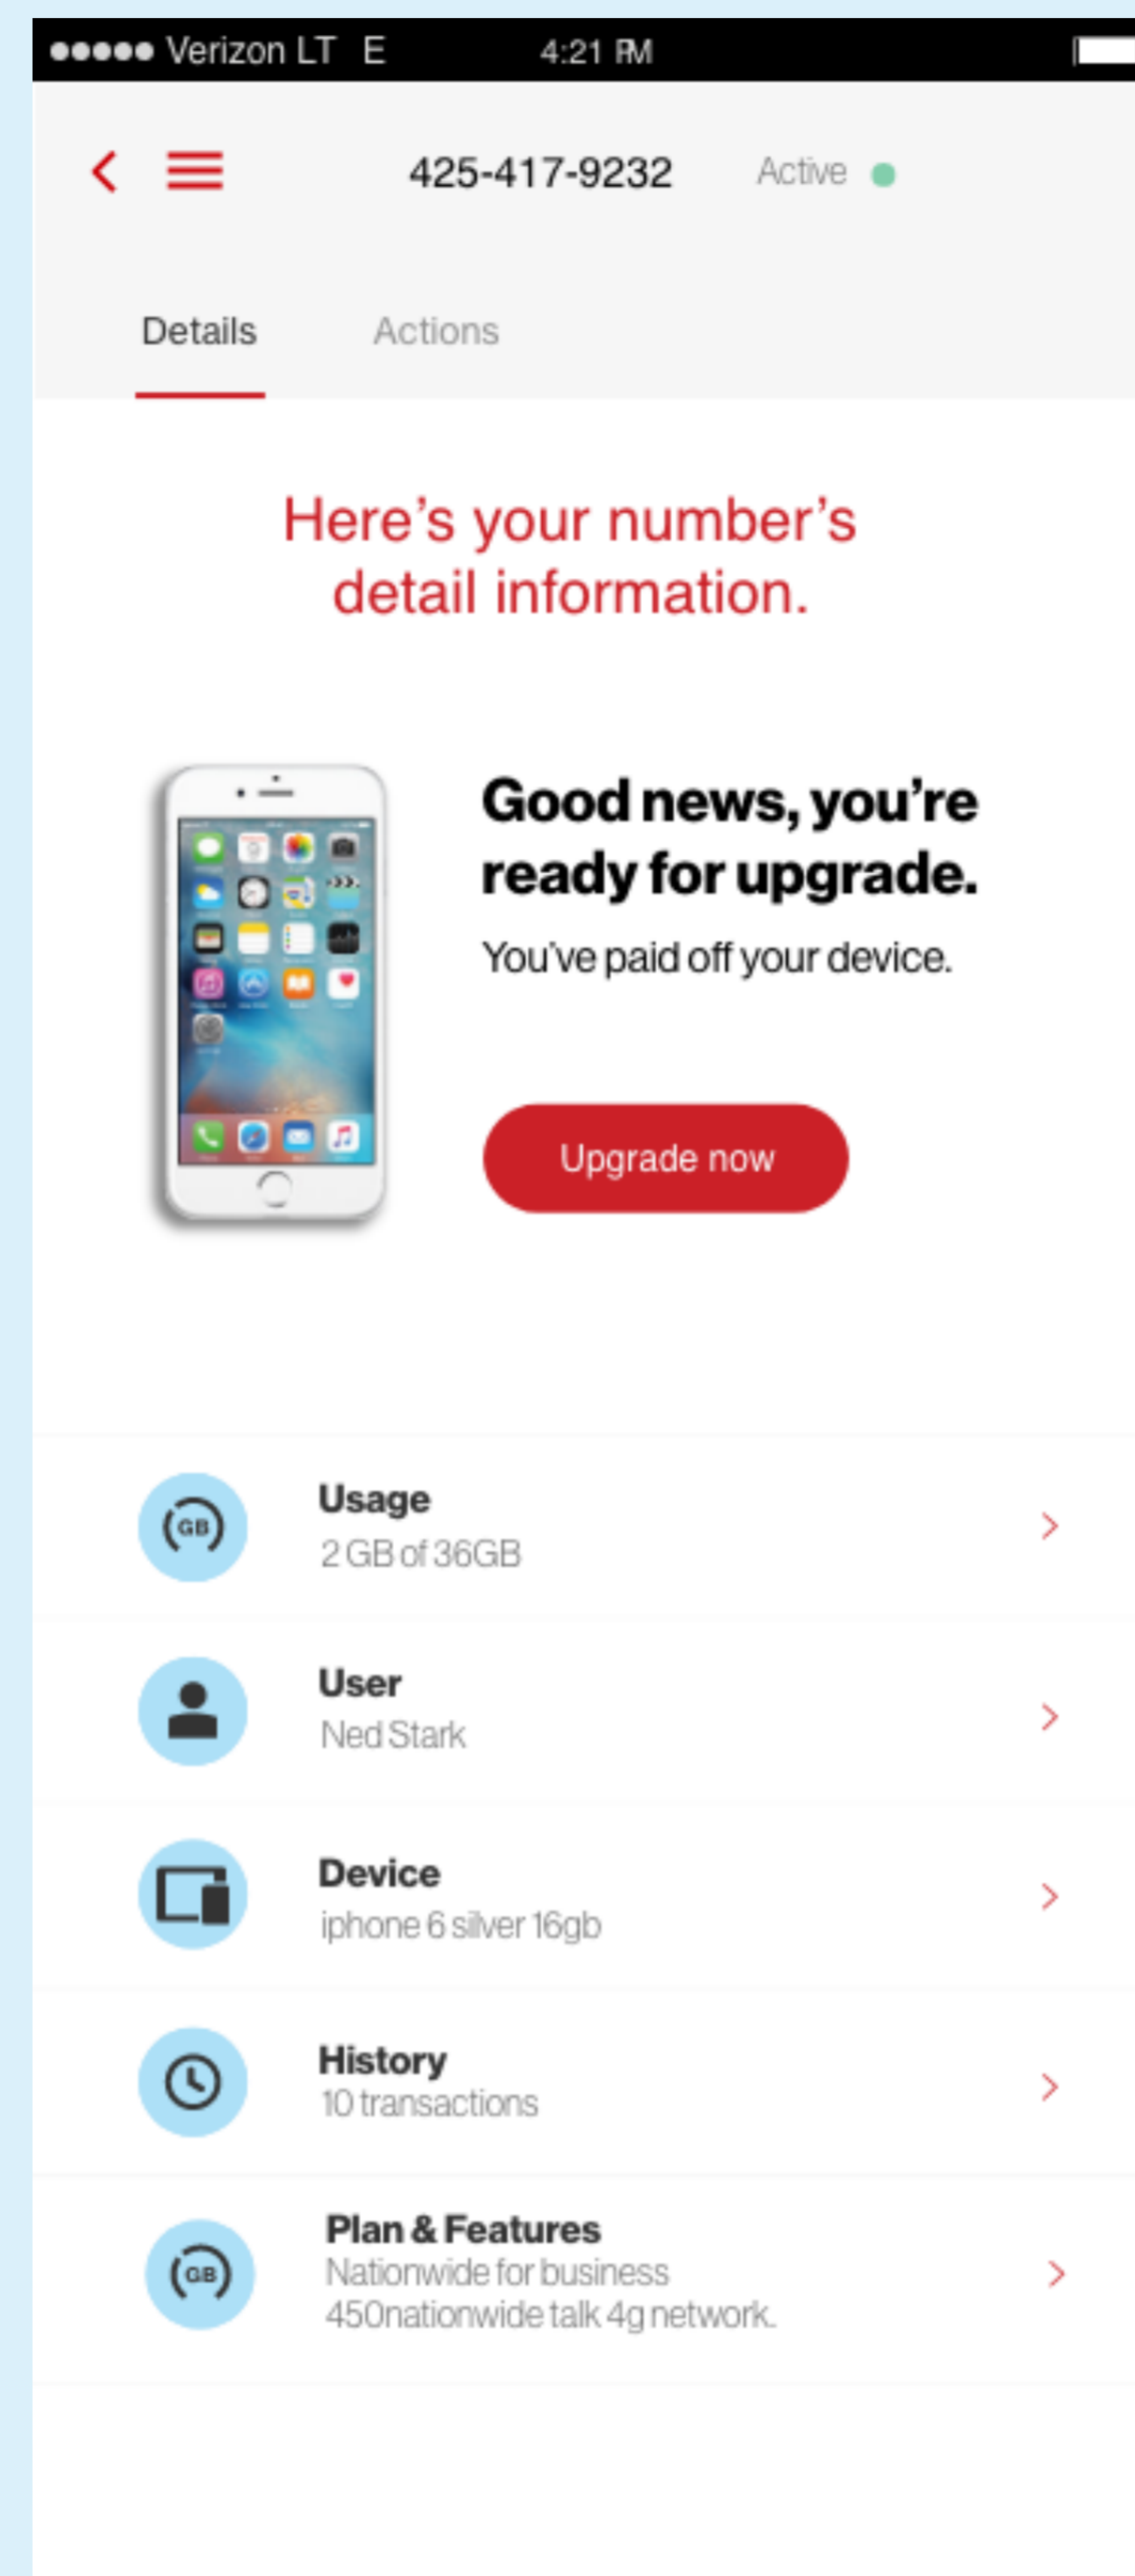 Verizon LT E 4:21 PM
425-417-9232 Active
Details Actions
Here’s your number’s
detail information.
Good news, you’re
ready for upgrade.
You’ve paid off your device.
Upgrade now
GB
Usage
2 GB of 36GB
User
Ned Stark
Device
iphone 6 silver 16gb
History
10 transactions
GB
Plan & Features
Nationwide for business
450nationwide talk 4g network.